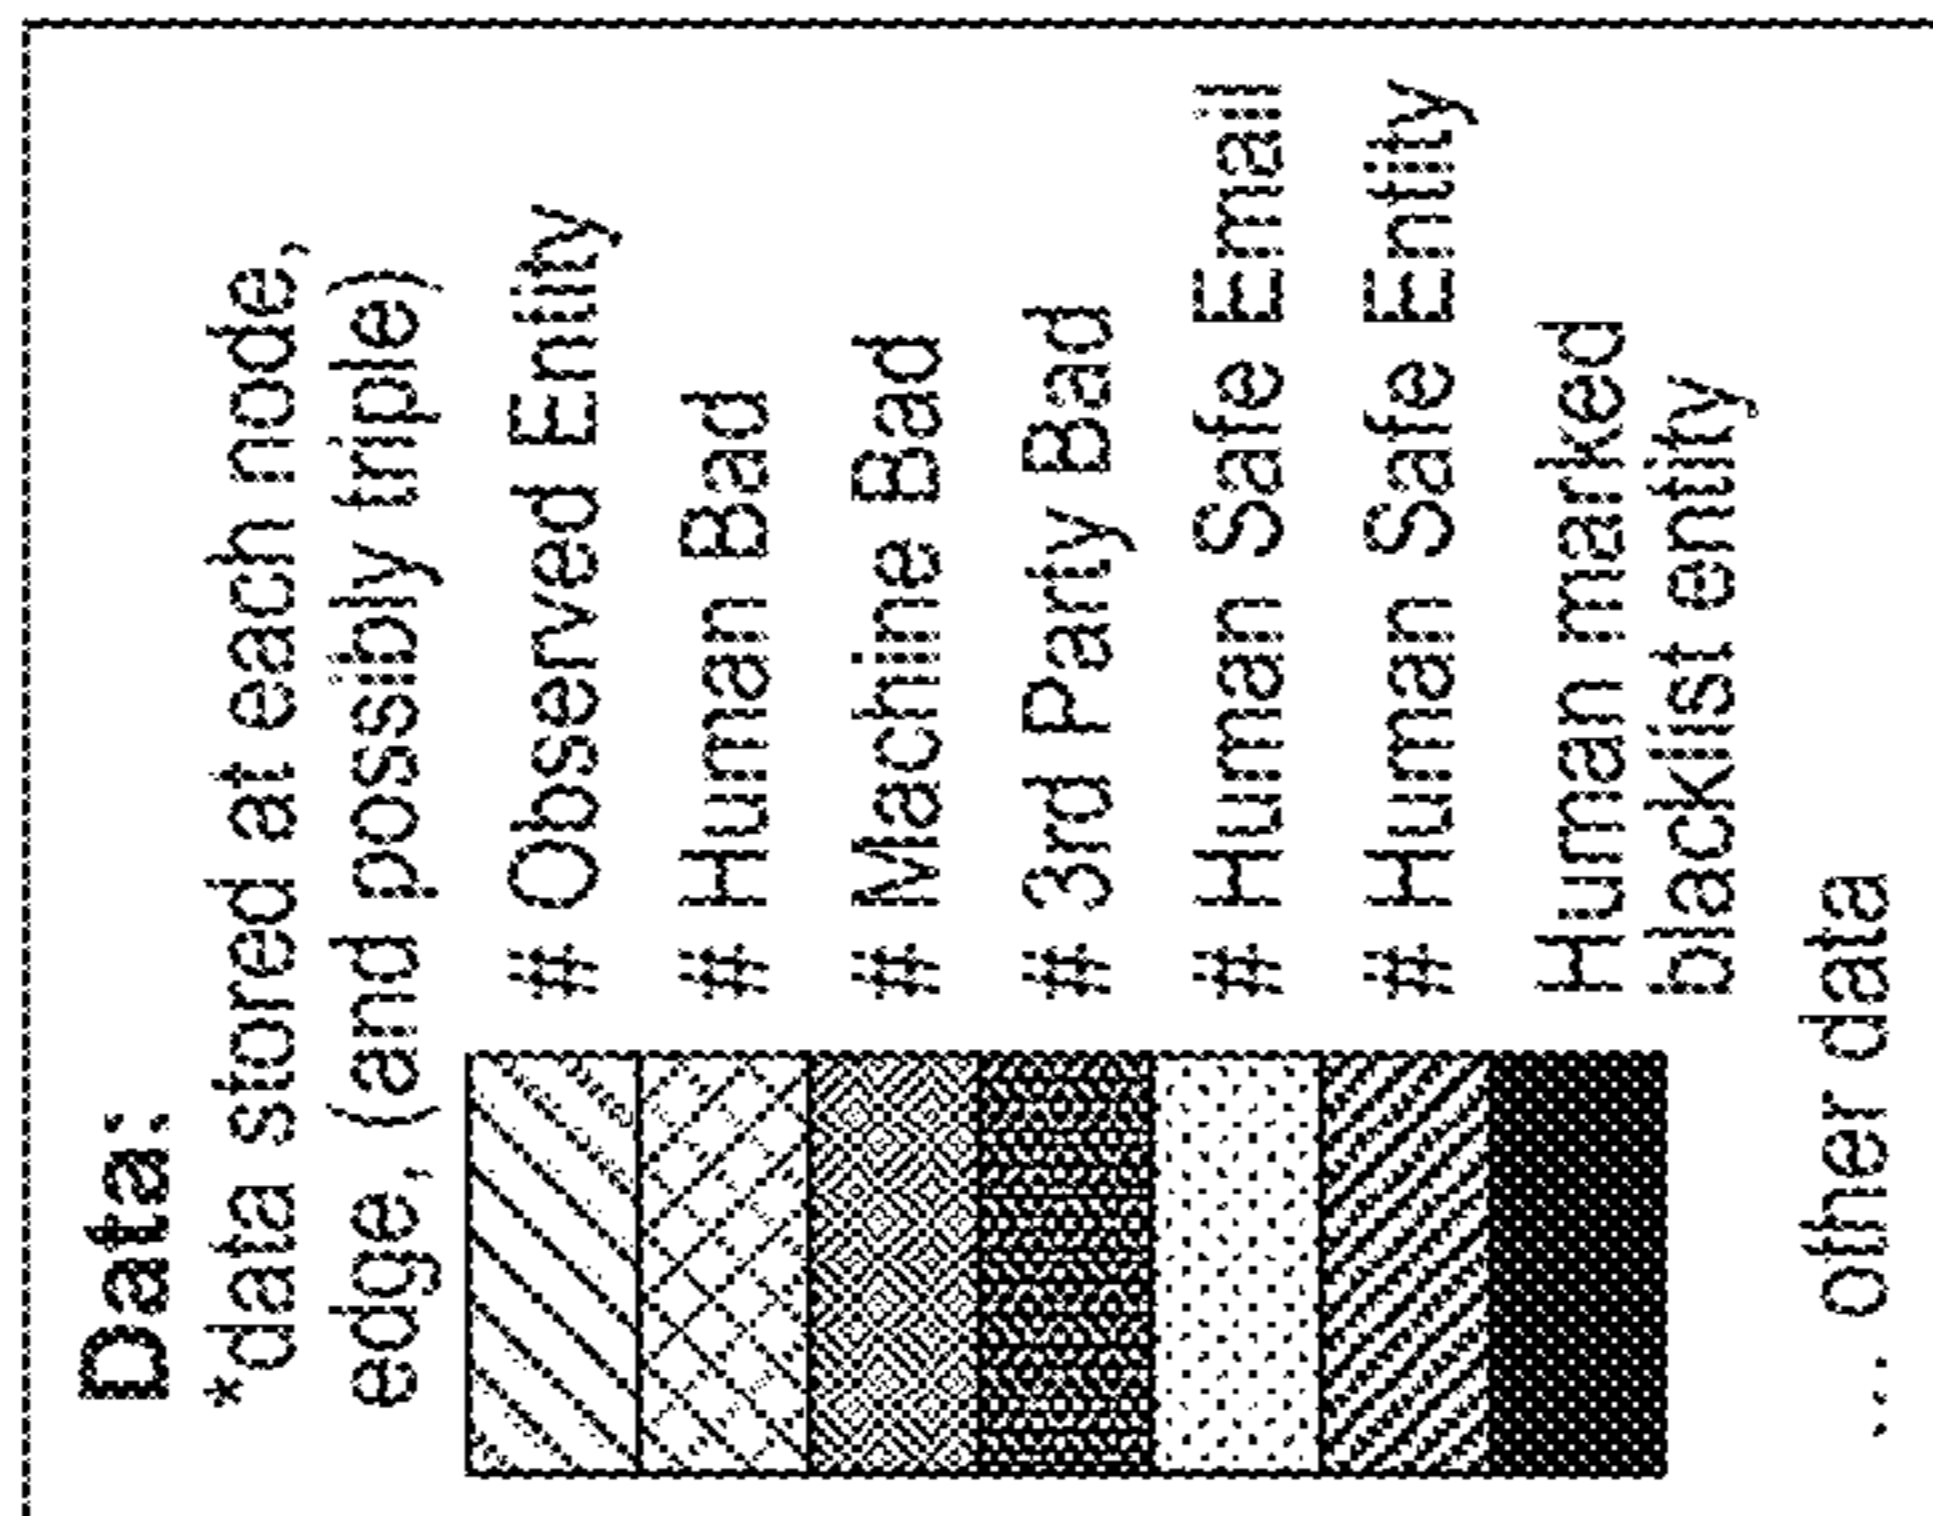 Data:
*data stored at each node,
edge, (and possibly triple)
# Observed Entity
# Human Bad
# Machine Bad
# 3rd Party Bad
# Human Safe Email
# Human Safe Entity
Human marked
blacklist entity
... other data